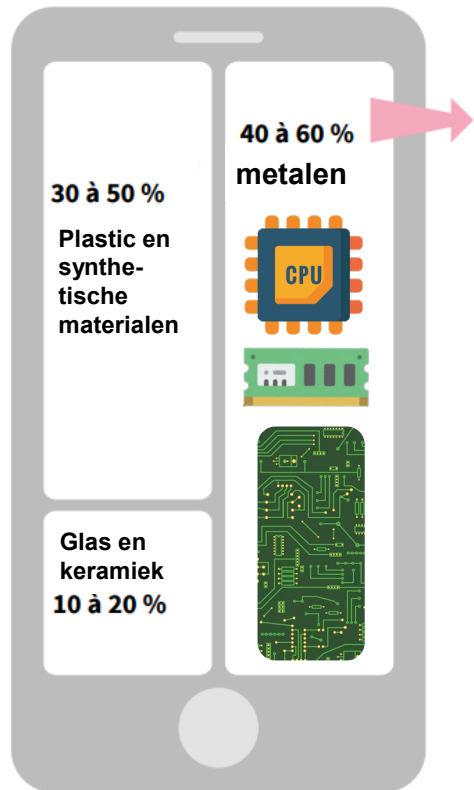 30 à 50 %
Plastic en
synthe-
tische
materialen
Glas en
keramiek
10 à 20 %
40 à 60 %
metalen
CPU